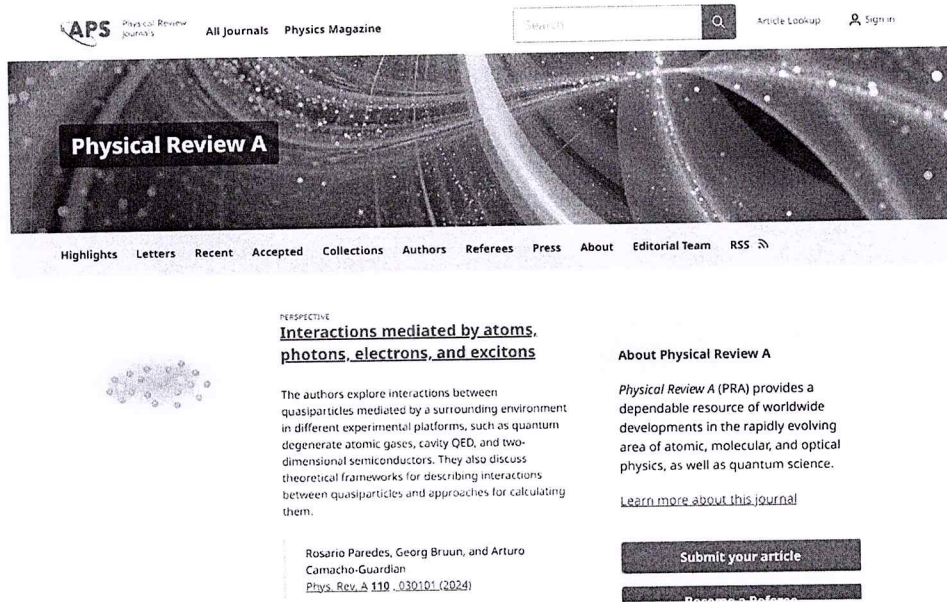 APS
Physical Review
Journals
All Journals Physics Magazine
Search
Article Lookup
Sign in
Physical Review A
Highlights Letters Recent Accepted Collections Authors Referees Press About Editorial Team RSS
PERSPECTIVE
Interactions mediated by atoms,
photons, electrons, and excitons
The authors explore interactions between
quasiparticles mediated by a surrounding environment
in different experimental platforms, such as quantum
degenerate atomic gases, cavity QED, and two-
dimensional semiconductors. They also discuss
theoretical frameworks for describing interactions
between quasiparticles and approaches for calculating
them.
Rosario Paredes, Georg Bruun, and Arturo
Camacho-Guardian
Phys. Rev. A 110, 030101 (2024)
About Physical Review A
Physical Review A (PRA) provides a
dependable resource of worldwide
developments in the rapidly evolving
area of atomic, molecular, and optical
physics, as well as quantum science.
Learn more about this journal
Submit your article
Become a Referee